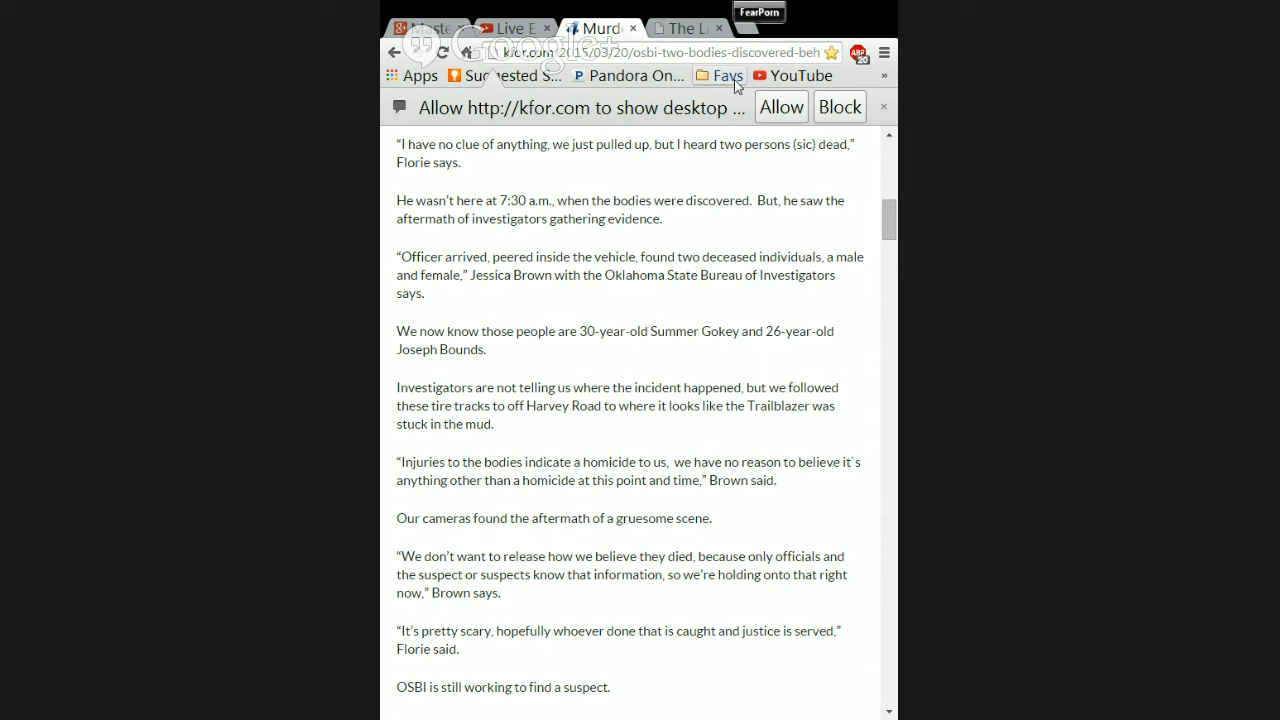 FearPorn
Maste
Live E
Murd
The L
Google+
kfor.com/2015/03/20/osbi-two-bodies-discovered-beh
ABP
20
Apps
Suggested S...
Pandora On...
Favs
YouTube
»
Allow http://kfor.com to show desktop ...
Allow
Block
“I have no clue of anything, we just pulled up, but I heard two persons (sic) dead,”
Florie says.
He wasn’t here at 7:30 a.m., when the bodies were discovered.  But, he saw the
aftermath of investigators gathering evidence.
“Officer arrived, peered inside the vehicle, found two deceased individuals, a male
and female,” Jessica Brown with the Oklahoma State Bureau of Investigators
says.
We now know those people are 30-year-old Summer Gokey and 26-year-old
Joseph Bounds.
Investigators are not telling us where the incident happened, but we followed
these tire tracks to off Harvey Road to where it looks like the Trailblazer was
stuck in the mud.
“Injuries to the bodies indicate a homicide to us,  we have no reason to believe it`s
anything other than a homicide at this point and time,” Brown said.
Our cameras found the aftermath of a gruesome scene.
“We don’t want to release how we believe they died, because only officials and
the suspect or suspects know that information, so we’re holding onto that right
now,” Brown says.
“It’s pretty scary, hopefully whoever done that is caught and justice is served,”
Florie said.
OSBI is still working to find a suspect.